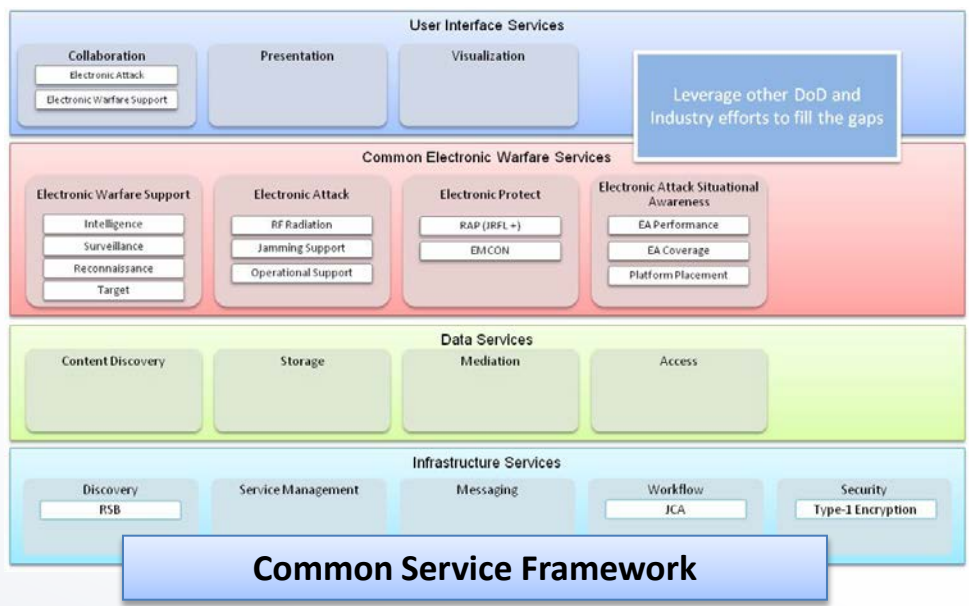 User Interface Services
Collaboration
Electronic Attack
Electronic Warfare Support
Presentation
Visualization
Leverage other DoD and
Industry efforts to fill the gaps
Common Electronic Warfare Services
Electronic Warfare Support
Intelligence
Surveillance
Reconnaissance
Target
Electronic Attack
RF Radiation
Jamming Support
Operational Support
Electronic Protect
RAP (JRFL +)
EMCON
Electronic Attack Situational
Awareness
EA Performance
EA Coverage
Platform Placement
Data Services
Content Discovery
Storage
Mediation
Access
Infrastructure Services
Discovery
RSB
Service Management
Messaging
Workflow
JCA
Security
Type-1 Encryption
Common Service Framework